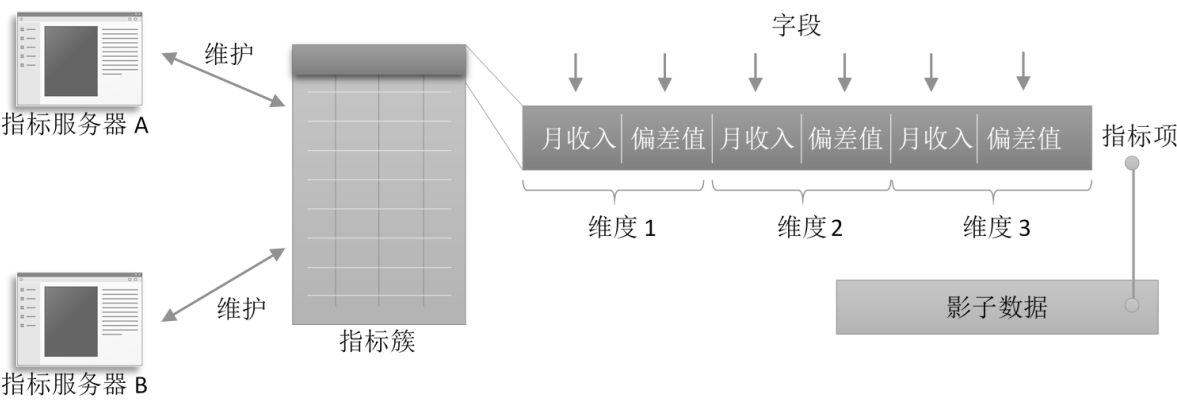 字段
维护
指标服务器 A
月收入 偏差值 月收入 偏差值 月收入 偏差值
指标项
维度 1 维度 2 维度 3
维护
影子数据
指标簇
指标服务器 B